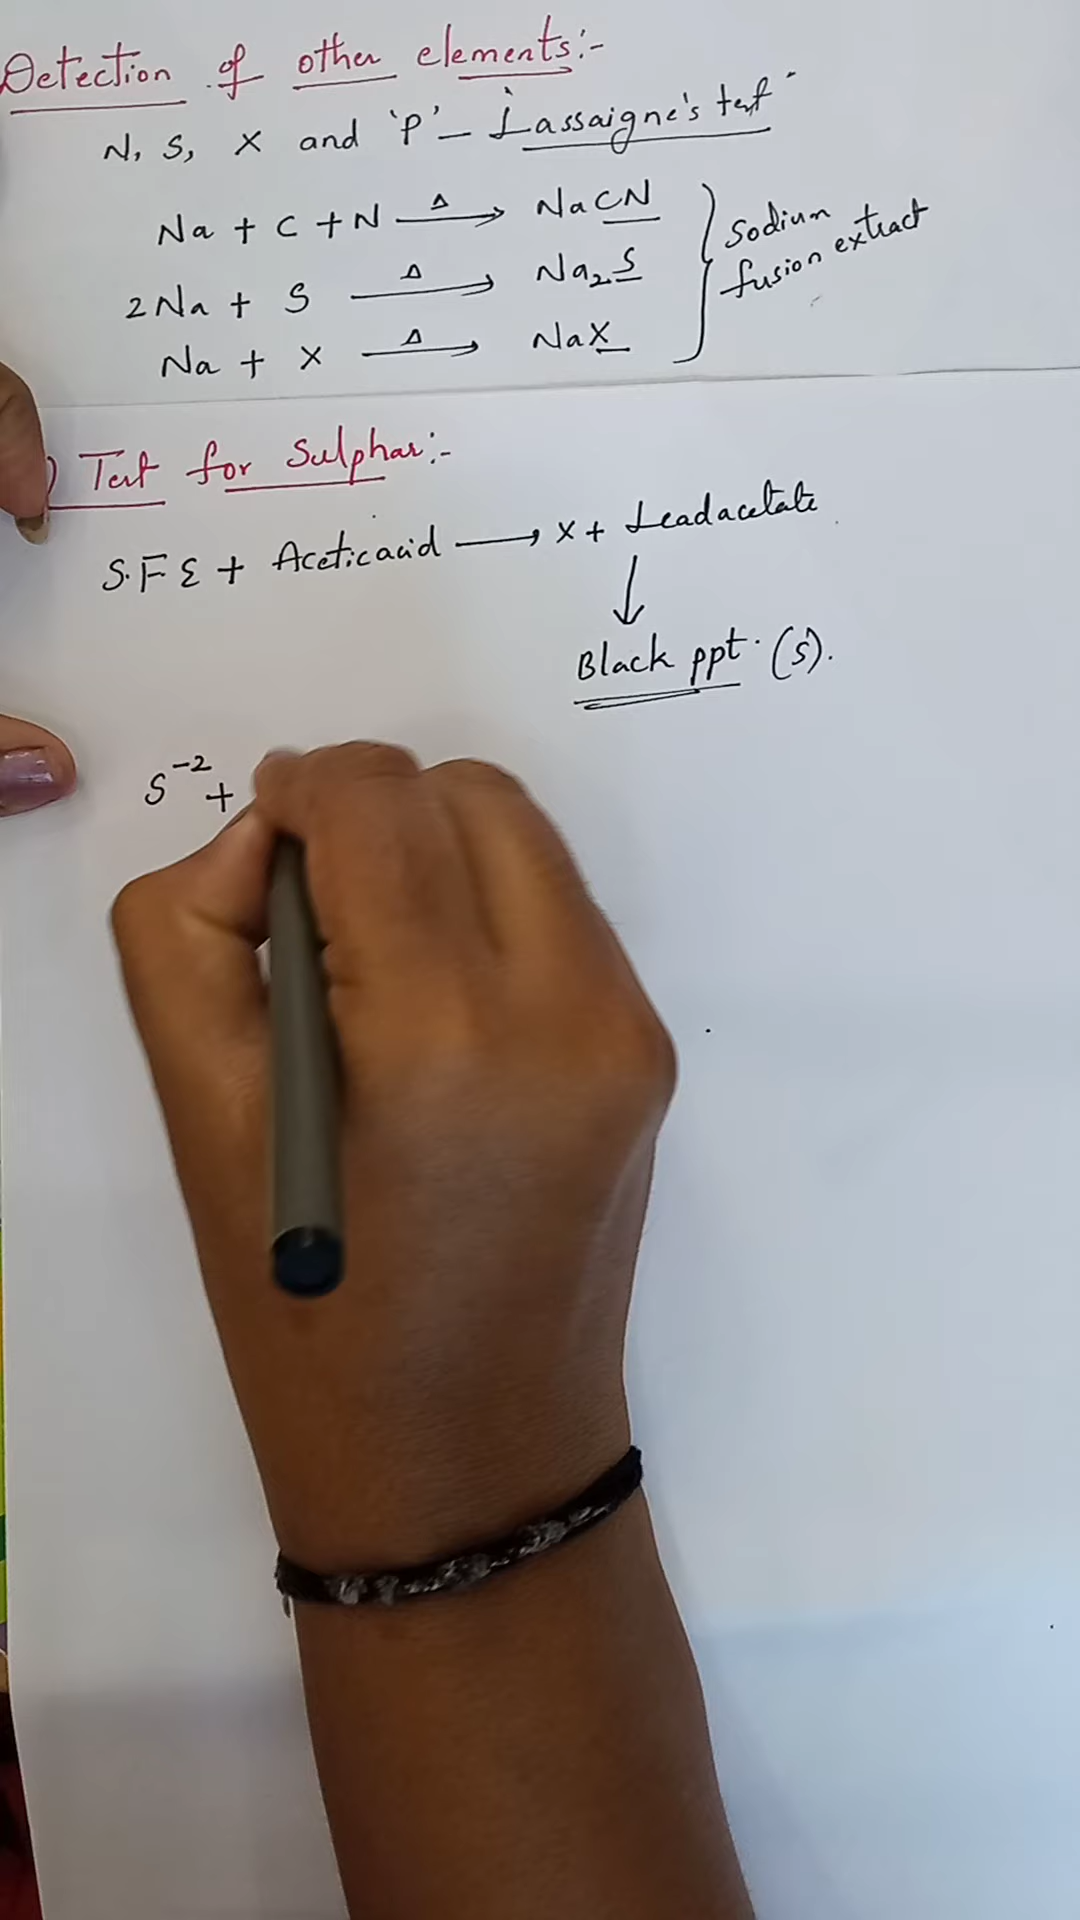 Detection of other elements:-
N, S, X and 'P' - Lassaigne's test
Na + C + N —Δ→ NaCN
2Na + S —Δ→ Na₂S
Na + X —Δ→ NaX
} Sodium fusion extract
) Test for Sulphar:-
S.F.E + Acetic acid → X + Lead acetate
↓
Black ppt. (S).
S⁻² +